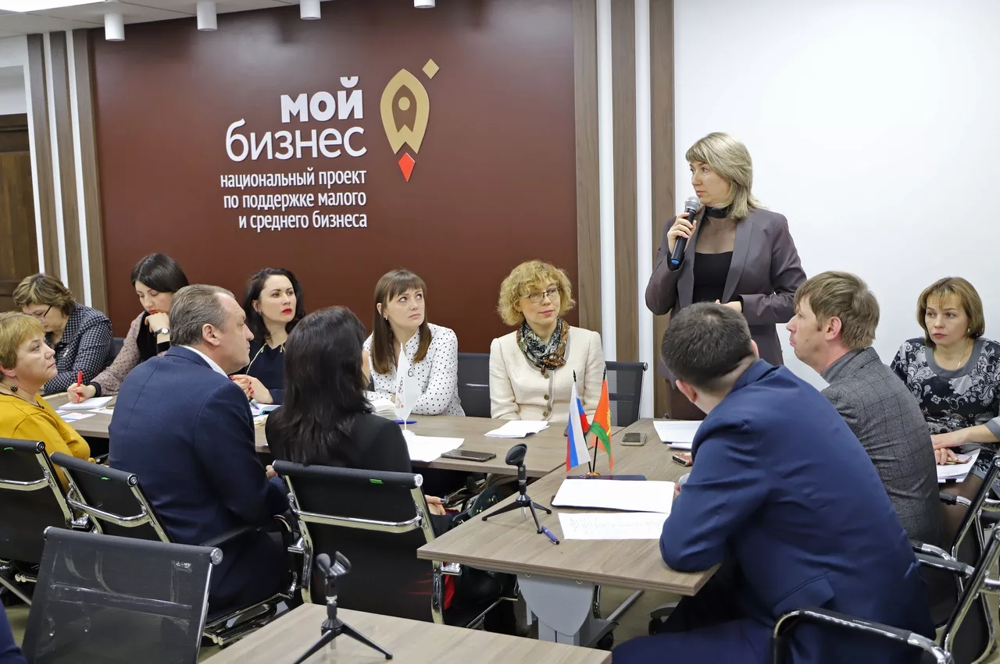 мой
бизнес
национальный проект
по поддержке малого
и среднего бизнеса